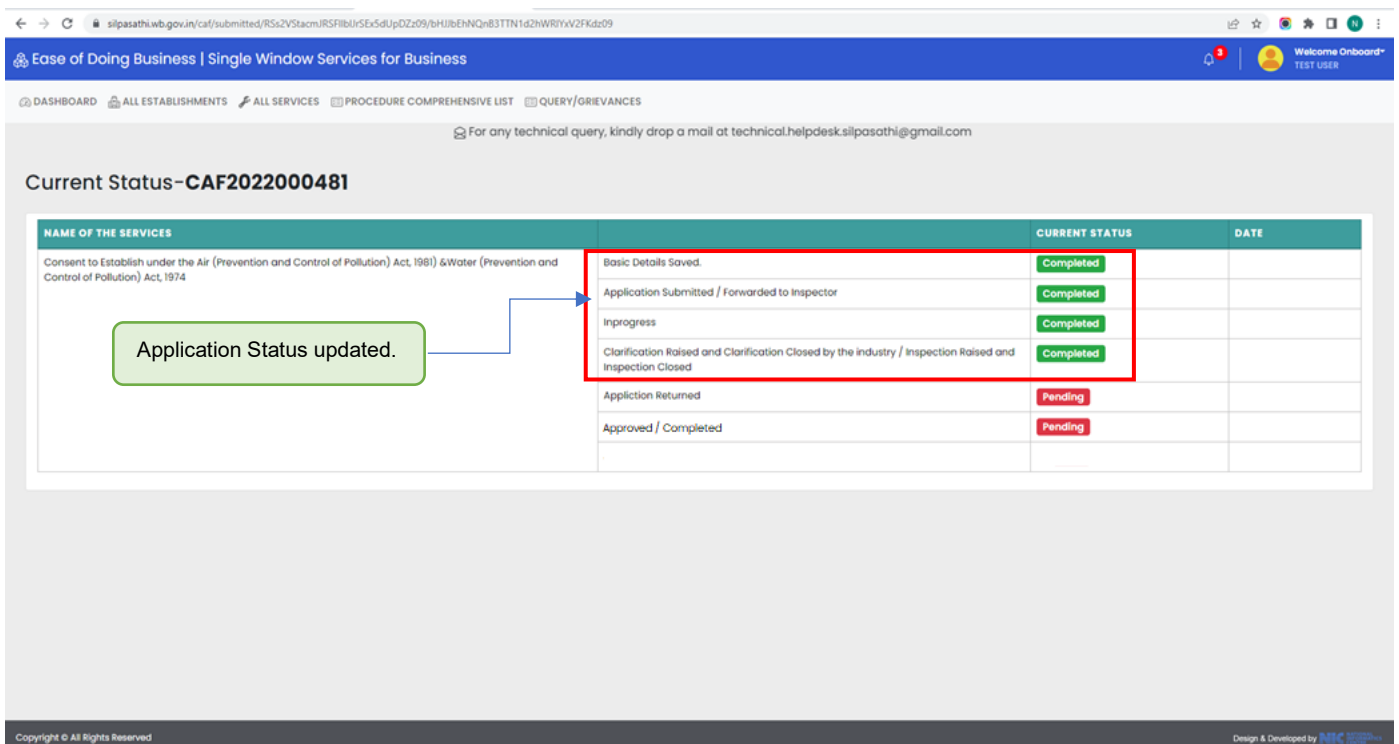 silpasathi.wb.gov.in/caf/submitted/RSs2VStacmJRSFIlbUrSEx5dUpDZz09/bHJJbEhNQnB3TTN1d2hWRlYxV2FKdz09
N
Ease of Doing Business | Single Window Services for Business
3
Welcome Onboard
TEST USER
DASHBOARD ALL ESTABLISHMENTS ALL SERVICES PROCEDURE COMPREHENSIVE LIST QUERY/GRIEVANCES
For any technical query, kindly drop a mail at technical.helpdesk.silpasathi@gmail.com
Current Status-CAF2022000481
NAME OF THE SERVICES CURRENT STATUS DATE
Consent to Establish under the Air (Prevention and Control of Pollution) Act, 1981) &Water (Prevention and
Control of Pollution) Act, 1974
Basic Details Saved. Completed
Application Submitted / Forwarded to Inspector Completed
Inprogress Completed
Application Status updated.
Clarification Raised and Clarification Closed by the industry / Inspection Raised and
Inspection Closed
Completed
Appliction Returned Pending
Approved / Completed Pending
Copyright © All Rights Reserved
Design & Developed by NIC